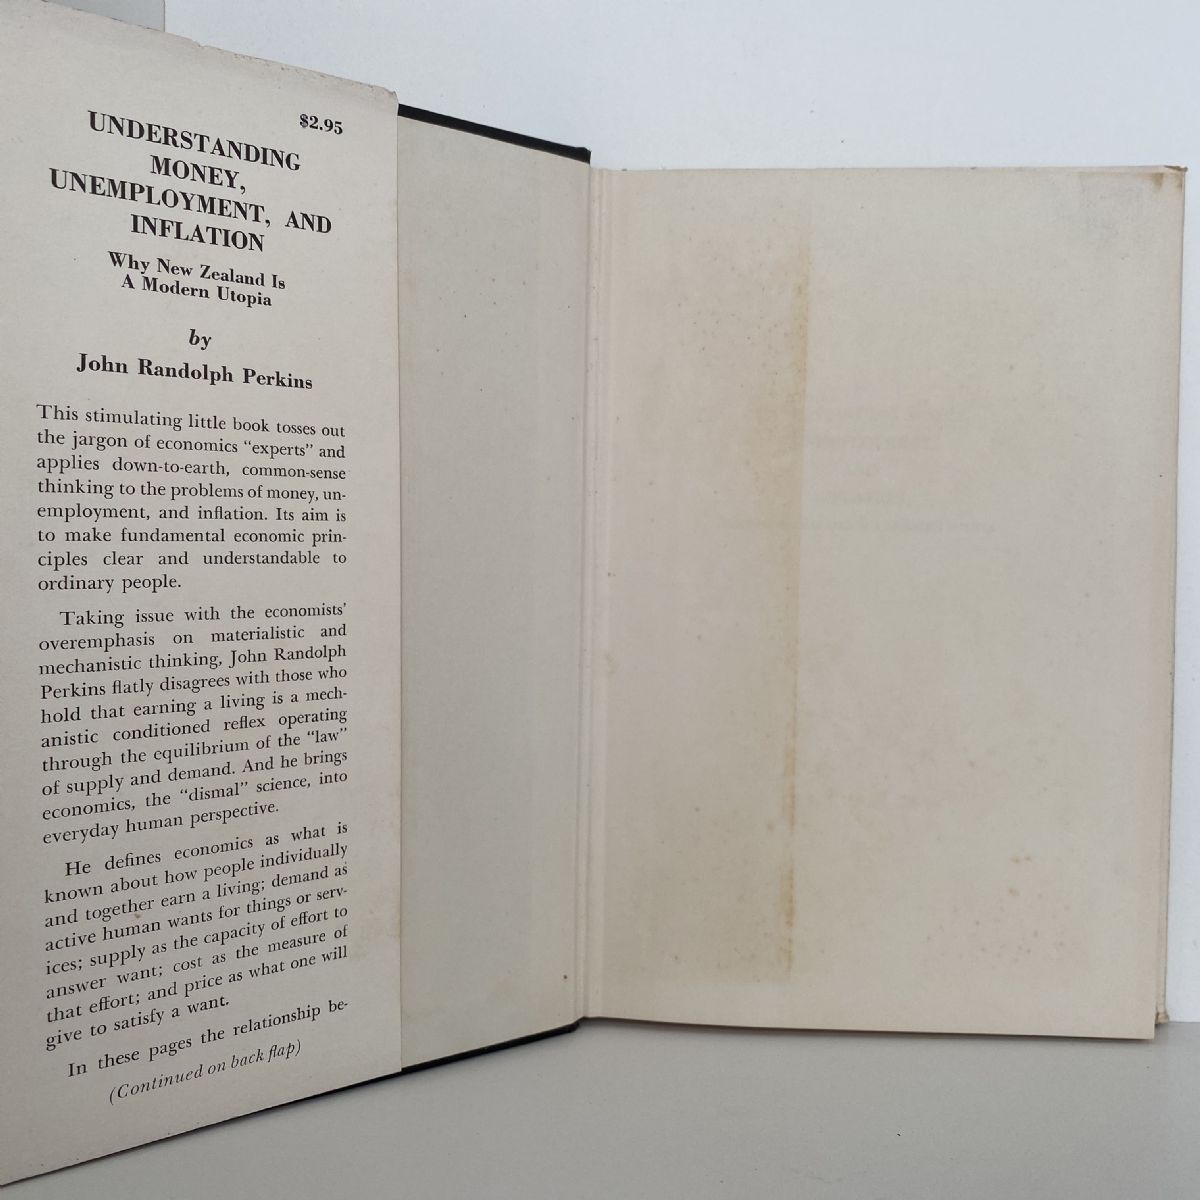 $2.95
UNDERSTANDING
MONEY,
UNEMPLOYMENT, AND
INFLATION
Why New Zealand Is
A Modern Utopia
by
John Randolph Perkins
This stimulating little book tosses out
the jargon of economics “experts” and
applies down-to-earth, common-sense
thinking to the problems of money, un-
employment, and inflation. Its aim is
to make fundamental economic prin-
ciples clear and understandable to
ordinary people.
Taking issue with the economists’
overemphasis on materialistic and
mechanistic thinking, John Randolph
Perkins flatly disagrees with those who
hold that earning a living is a mech-
anistic conditioned reflex operating
through the equilibrium of the “law”
of supply and demand. And he brings
economics, the “dismal” science, into
everyday human perspective.
He defines economics as what is
known about how people individually
and together earn a living; demand as
active human wants for things or serv-
ices; supply as the capacity of effort to
answer want; cost as the measure of
that effort; and price as what one will
give to satisfy a want.
In these pages the relationship be-
(Continued on back flap)